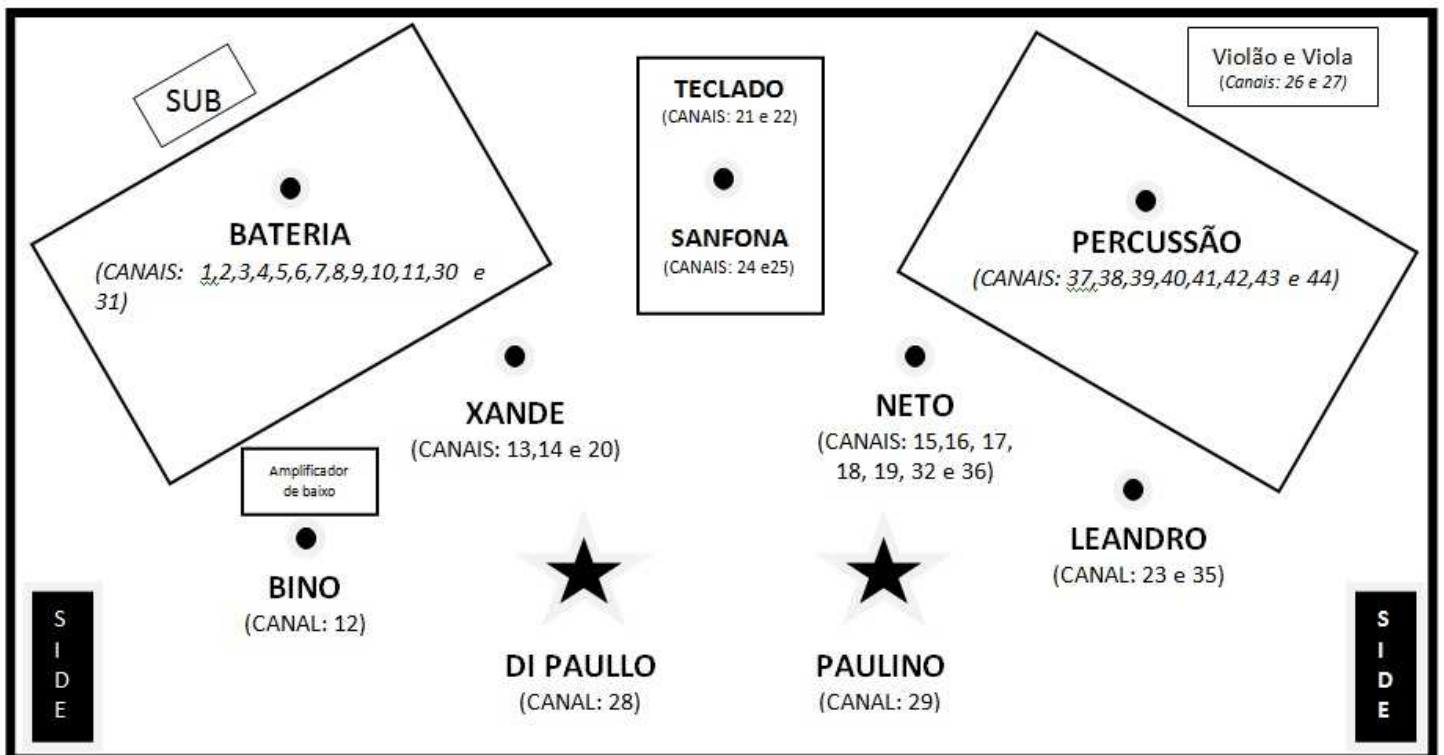 SUB
BATERIA
(CANAIS: 1,2,3,4,5,6,7,8,9,10,11,30 e
31)
TECLADO
(CANAIS: 21 e 22)
SANFONA
(CANAIS: 24 e25)
Violão e Viola
(Canais: 26 e 27)
PERCUSSÃO
(CANAIS: 37,38,39,40,41,42,43 e 44)
XANDE
(CANAIS: 13,14 e 20)
NETO
(CANAIS: 15,16, 17,
18, 19, 32 e 36)
Amplificador
de baixo
BINO
(CANAL: 12)
LEANDRO
(CANAL: 23 e 35)
DI PAULLO
(CANAL: 28)
PAULINO
(CANAL: 29)
S
I
D
E
S
I
D
E